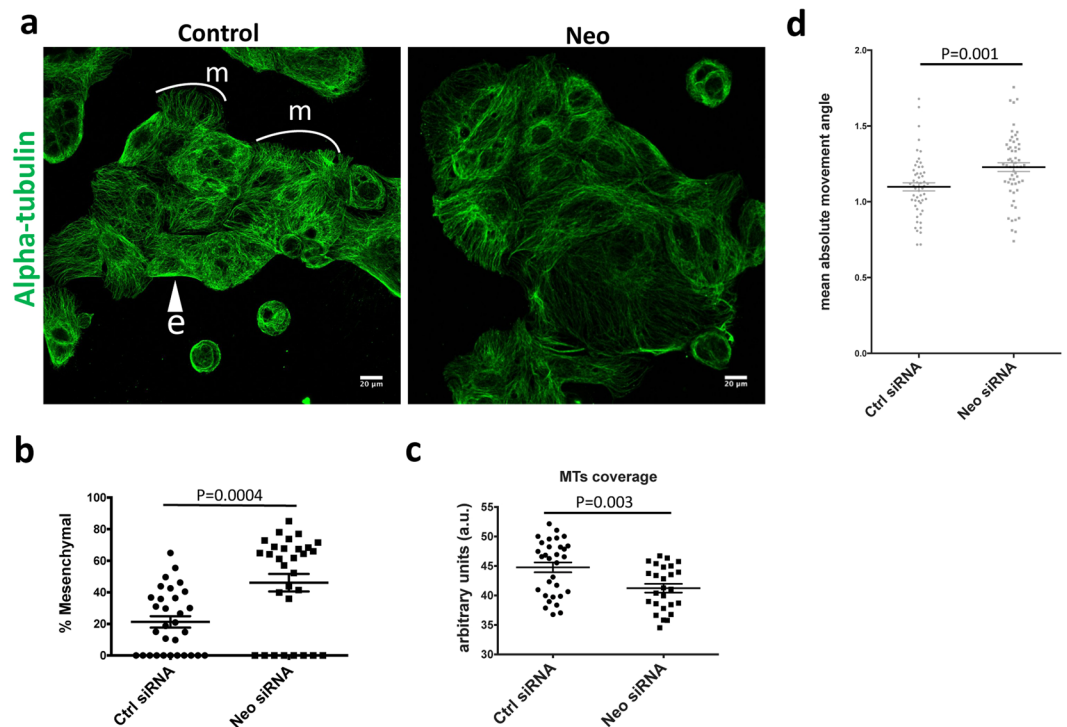 a
Control
Neo
Alpha-tubulin
m
m
e
20 µm
20 µm
b
P=0.0004
% Mesenchymal
100
80
60
40
20
0
Ctrl siRNA
Neo siRNA
c
MTs coverage
P=0.003
arbitrary units (a.u.)
55
50
45
40
35
30
Ctrl siRNA
Neo siRNA
d
P=0.001
mean absolute movement angle
2.0
1.5
1.0
0.5
0.0
Ctrl siRNA
Neo siRNA